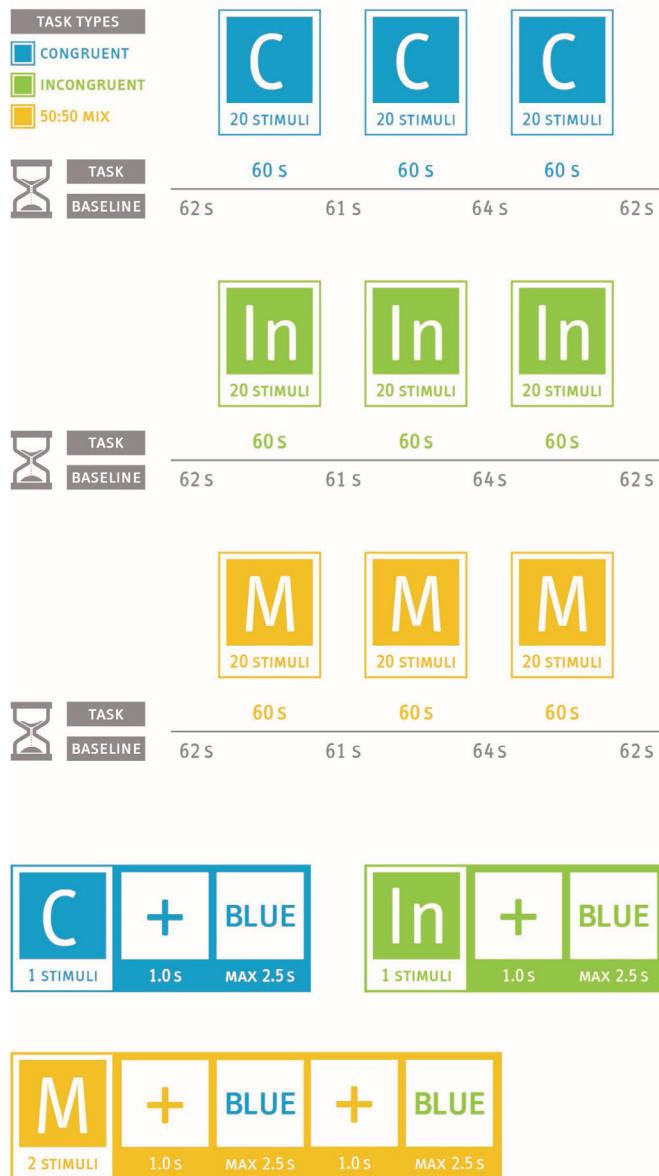 TASK TYPES
CONGRUENT
INCONGRUENT
50:50 MIX
C C C
20 STIMULI 20 STIMULI 20 STIMULI
TASK 60 s 60 s 60 s
BASELINE 62 s 61 s 64 s 62 s
In In In
20 STIMULI 20 STIMULI 20 STIMULI
TASK 60 s 60 s 60 s
BASELINE 62 s 61 s 64 s 62 s
M M M
20 STIMULI 20 STIMULI 20 STIMULI
TASK 60 s 60 s 60 s
BASELINE 62 s 61 s 64 s 62 s
C + BLUE
1 STIMULI 1.0 s MAX 2.5 s
In + BLUE
1 STIMULI 1.0 s MAX 2.5 s
M + BLUE + BLUE
2 STIMULI 1.0 s MAX 2.5 s 1.0 s MAX 2.5 s